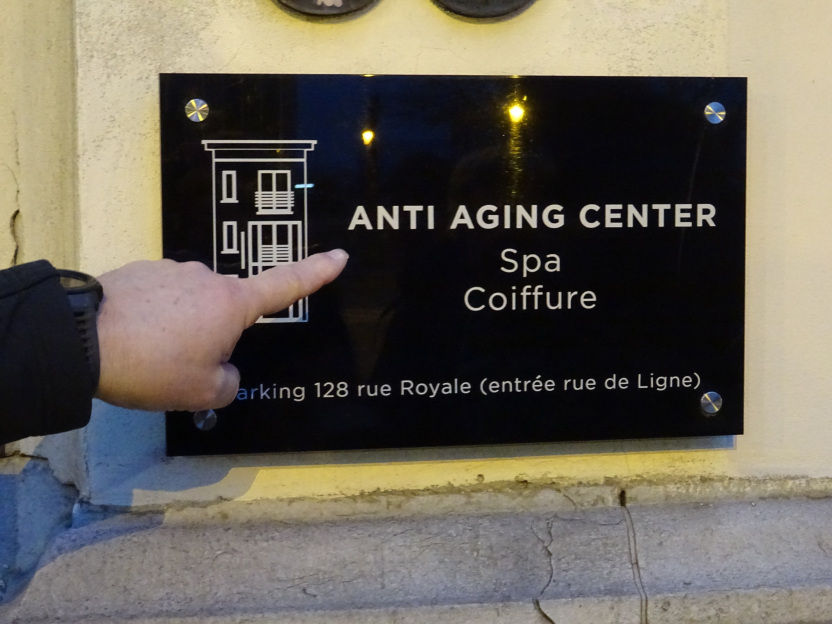 ANTI AGING CENTER
Spa
Coiffure
arking 128 rue Royale (entrée rue de Ligne)